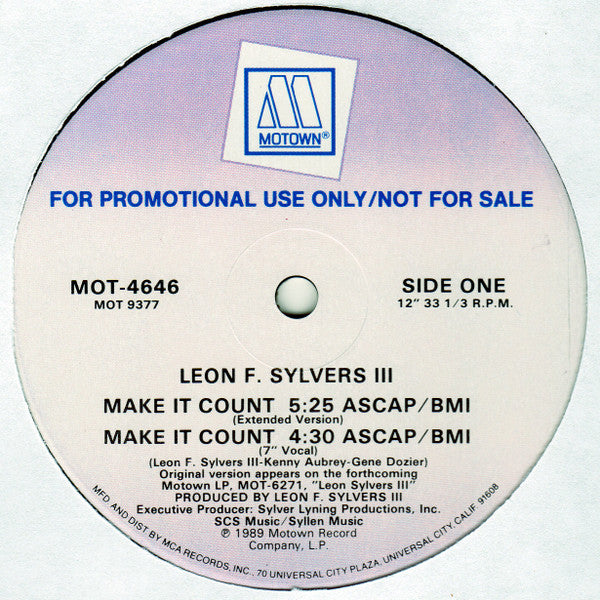 MOTOWN®
FOR PROMOTIONAL USE ONLY/NOT FOR SALE
MOT-4646
MOT 9377
SIDE ONE
12" 33 1/3 R.P.M.
LEON F. SYLVERS III
MAKE IT COUNT 5:25 ASCAP/BMI
(Extended Version)
MAKE IT COUNT 4:30 ASCAP/BMI
(7" Vocal)
(Leon F. Sylvers III-Kenny Aubrey-Gene Dozier)
Original version appears on the forthcoming
Motown LP, MOT-6271, "Leon Sylvers III"
PRODUCED BY LEON F. SYLVERS III
Executive Producer: Sylver Lyning Productions, Inc.
SCS Music/Syllen Music
℗ 1989 Motown Record
Company, L.P.
MFD AND DIST BY MCA RECORDS, INC., 70 UNIVERSAL CITY PLAZA, UNIVERSAL CITY CALIF. 91608